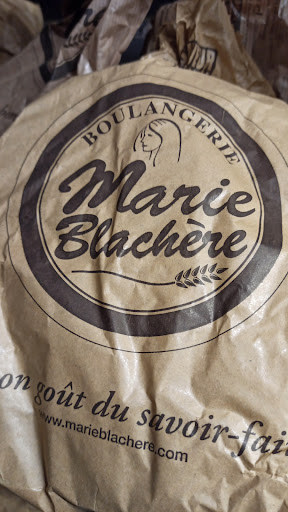 BOULANGERIE
Marie
Blachère
on goût du savoir-fai
www.marieblachere.com